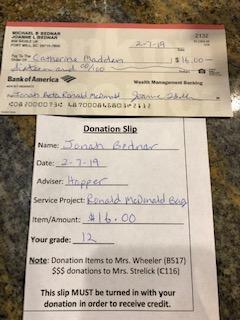 MICHAEL B BEDNAR
JOANNE L BEDNAR
2132
2-7-19
Catherine Madden $16.00
Sixteen and 00/100
Bank of America Wealth Management Banking
Jonah Ronald McDonald
Donation Slip
Name: Jonah Bednar
Date: 2-7-19
Adviser: Hopper
Service Project: Ronald McDonald Bag
Item/Amount: $16.00
Your grade: 12
Note: Donation Items to Mrs. Wheeler (B517)
$$$ donations to Mrs. Strelick (C116)
This slip MUST be turned in with your
donation in order to receive credit.